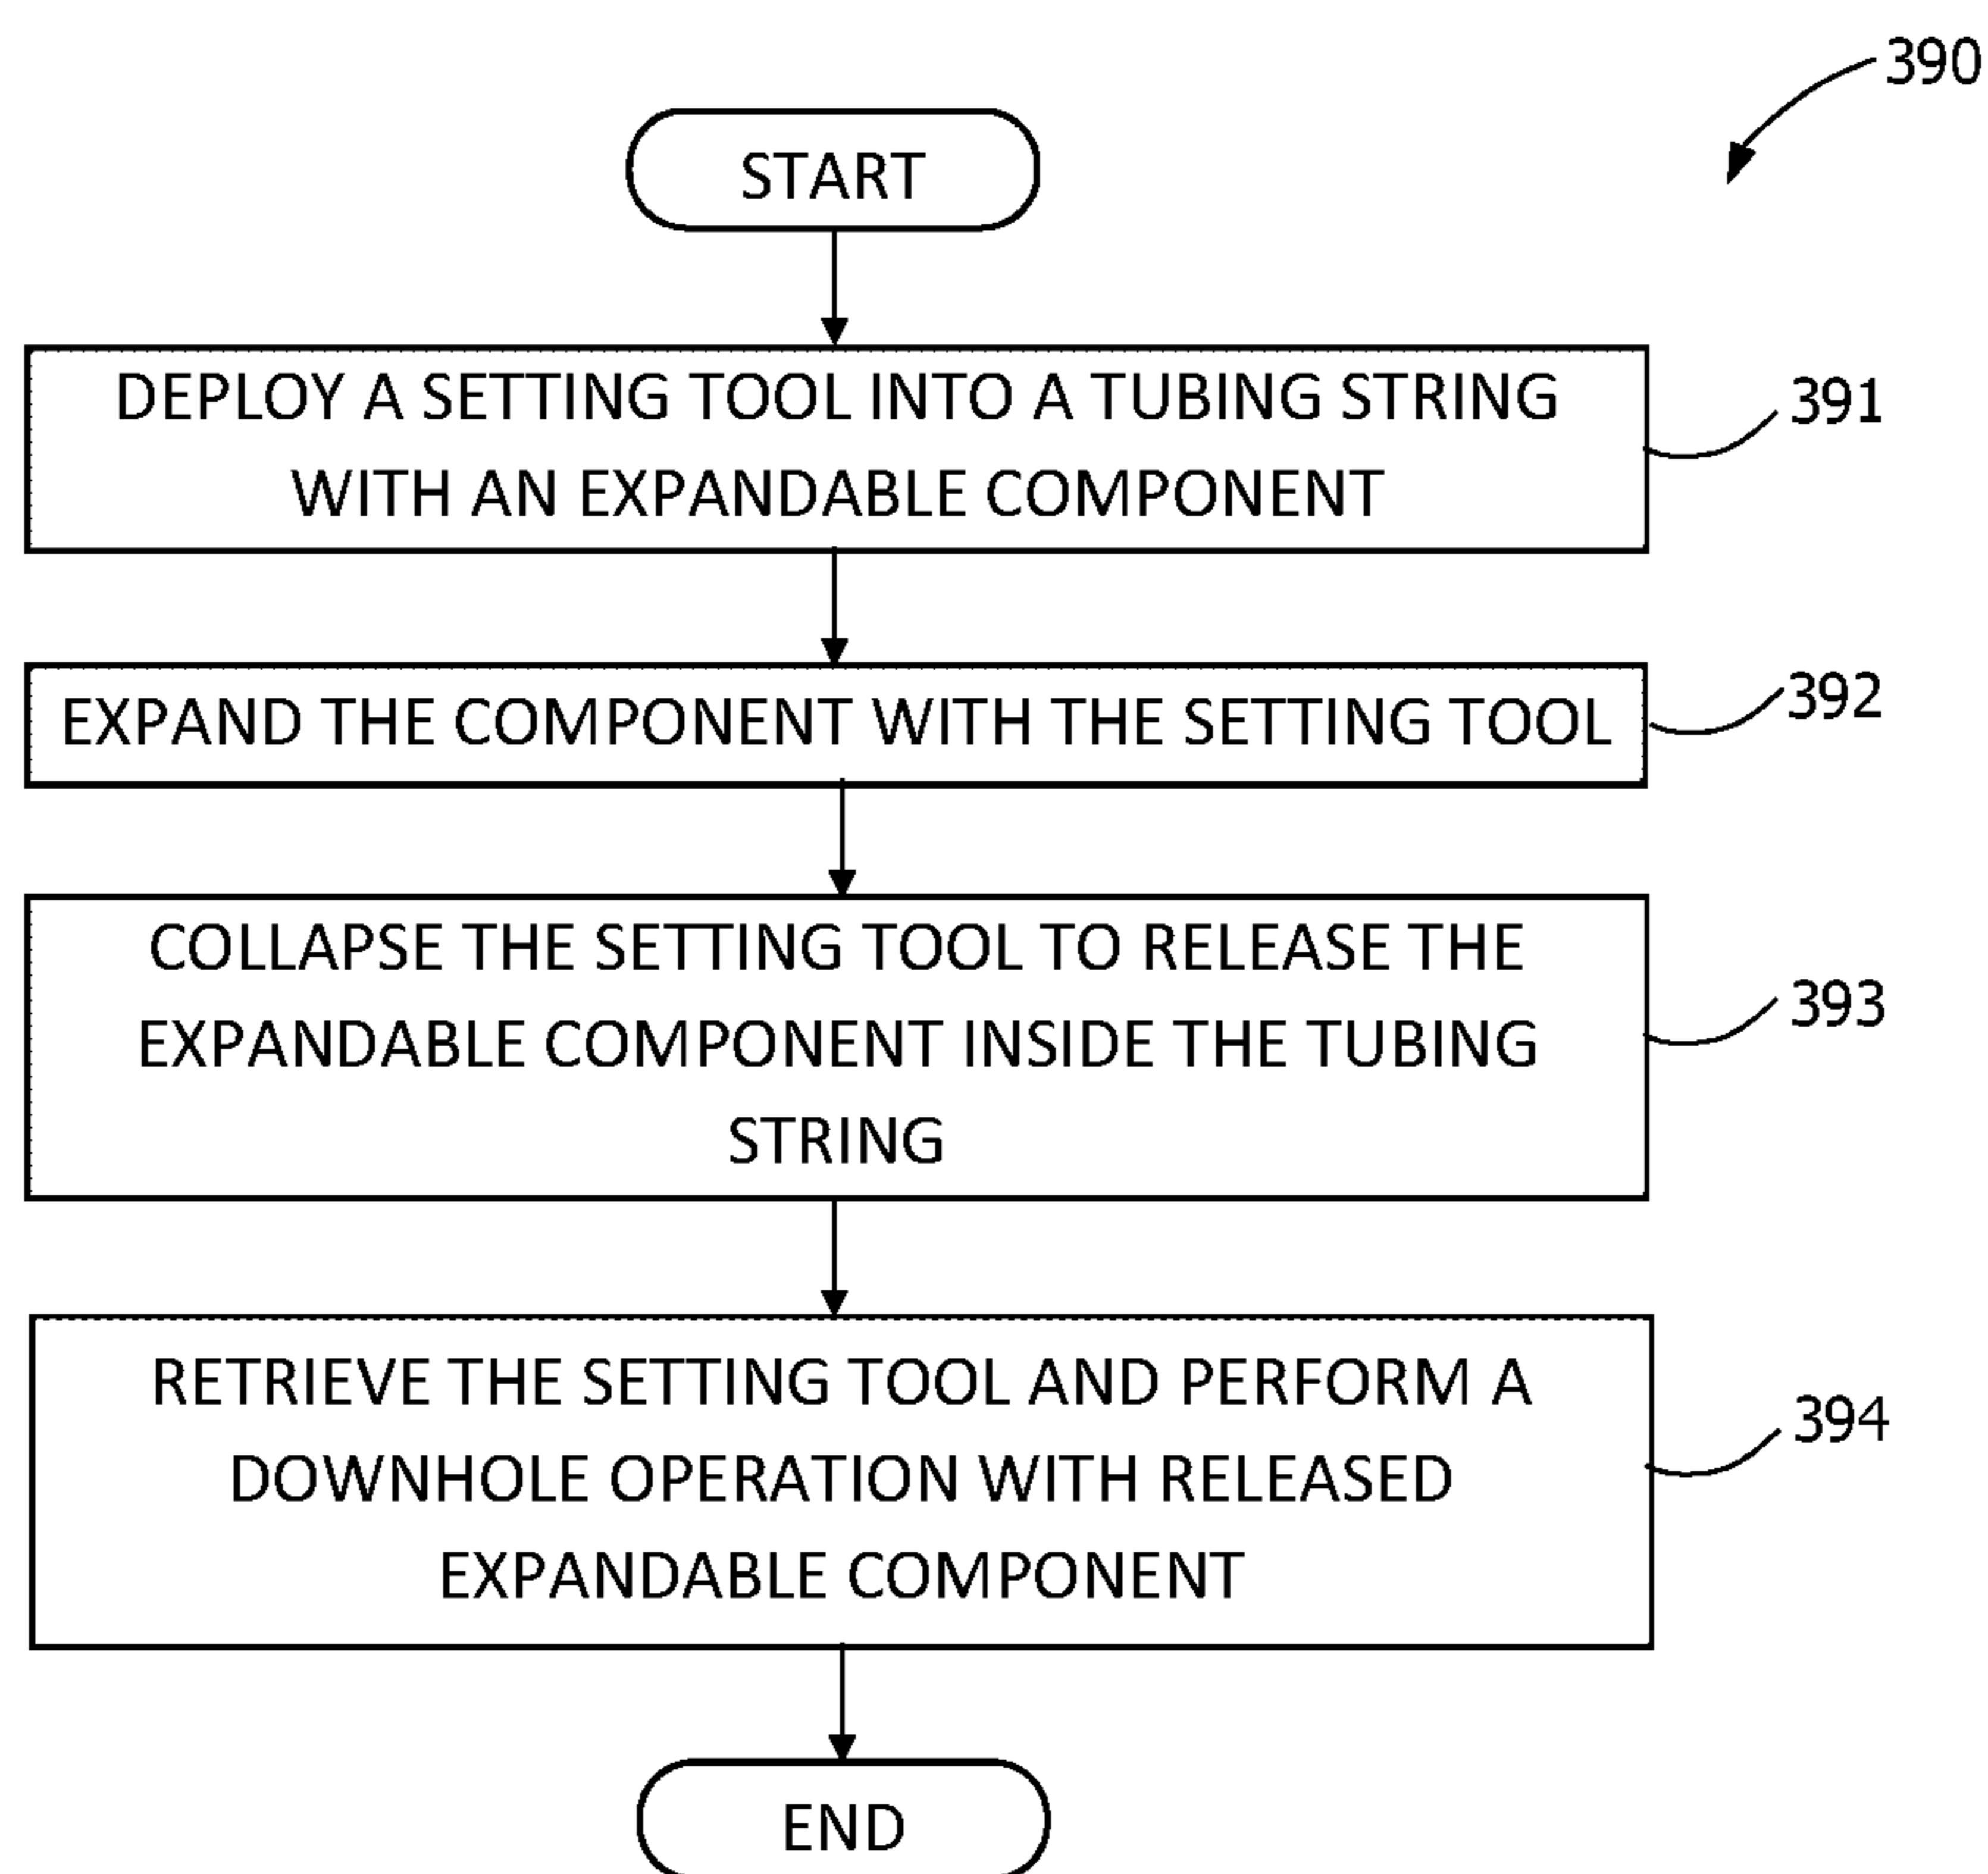 390
START
DEPLOY A SETTING TOOL INTO A TUBING STRING
WITH AN EXPANDABLE COMPONENT
391
EXPAND THE COMPONENT WITH THE SETTING TOOL
392
COLLAPSE THE SETTING TOOL TO RELEASE THE
EXPANDABLE COMPONENT INSIDE THE TUBING
STRING
393
RETRIEVE THE SETTING TOOL AND PERFORM A
DOWNHOLE OPERATION WITH RELEASED
EXPANDABLE COMPONENT
394
END